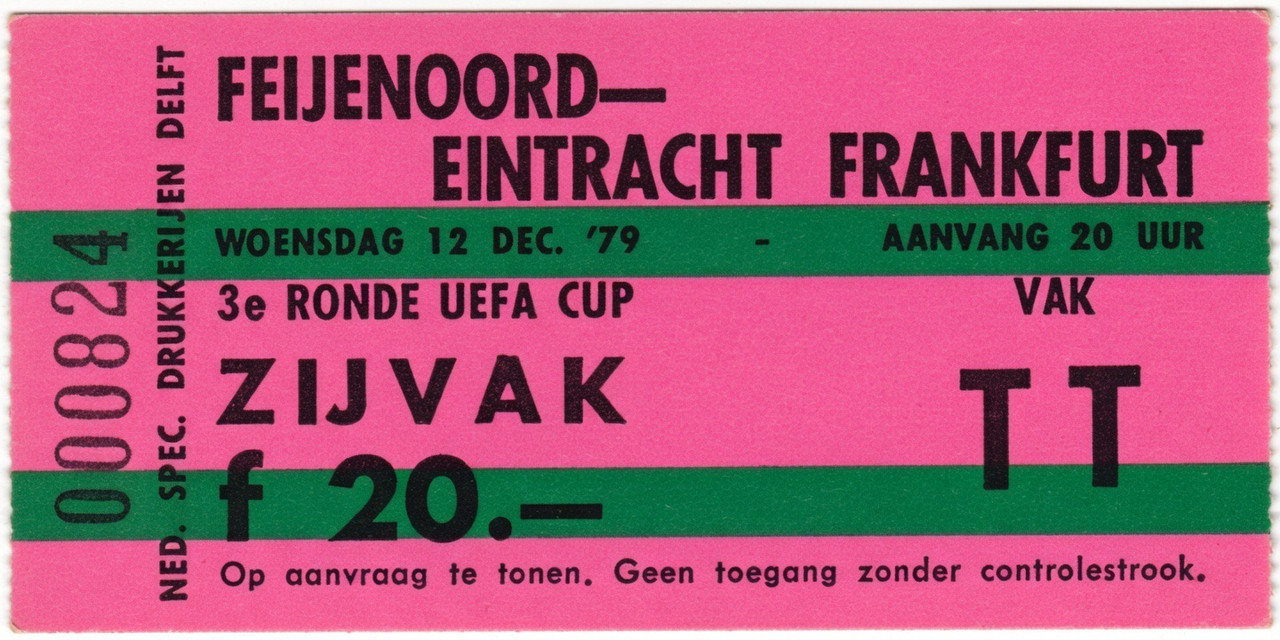 FEIJENOORD—
EINTRACHT FRANKFURT
WOENSDAG 12 DEC. '79 - AANVANG 20 UUR
3e RONDE UEFA CUP
VAK
ZIJVAK
TT
f 20.—
Op aanvraag te tonen. Geen toegang zonder controlestrook.
NED. SPEC. DRUKKERIJEN DELFT
000824